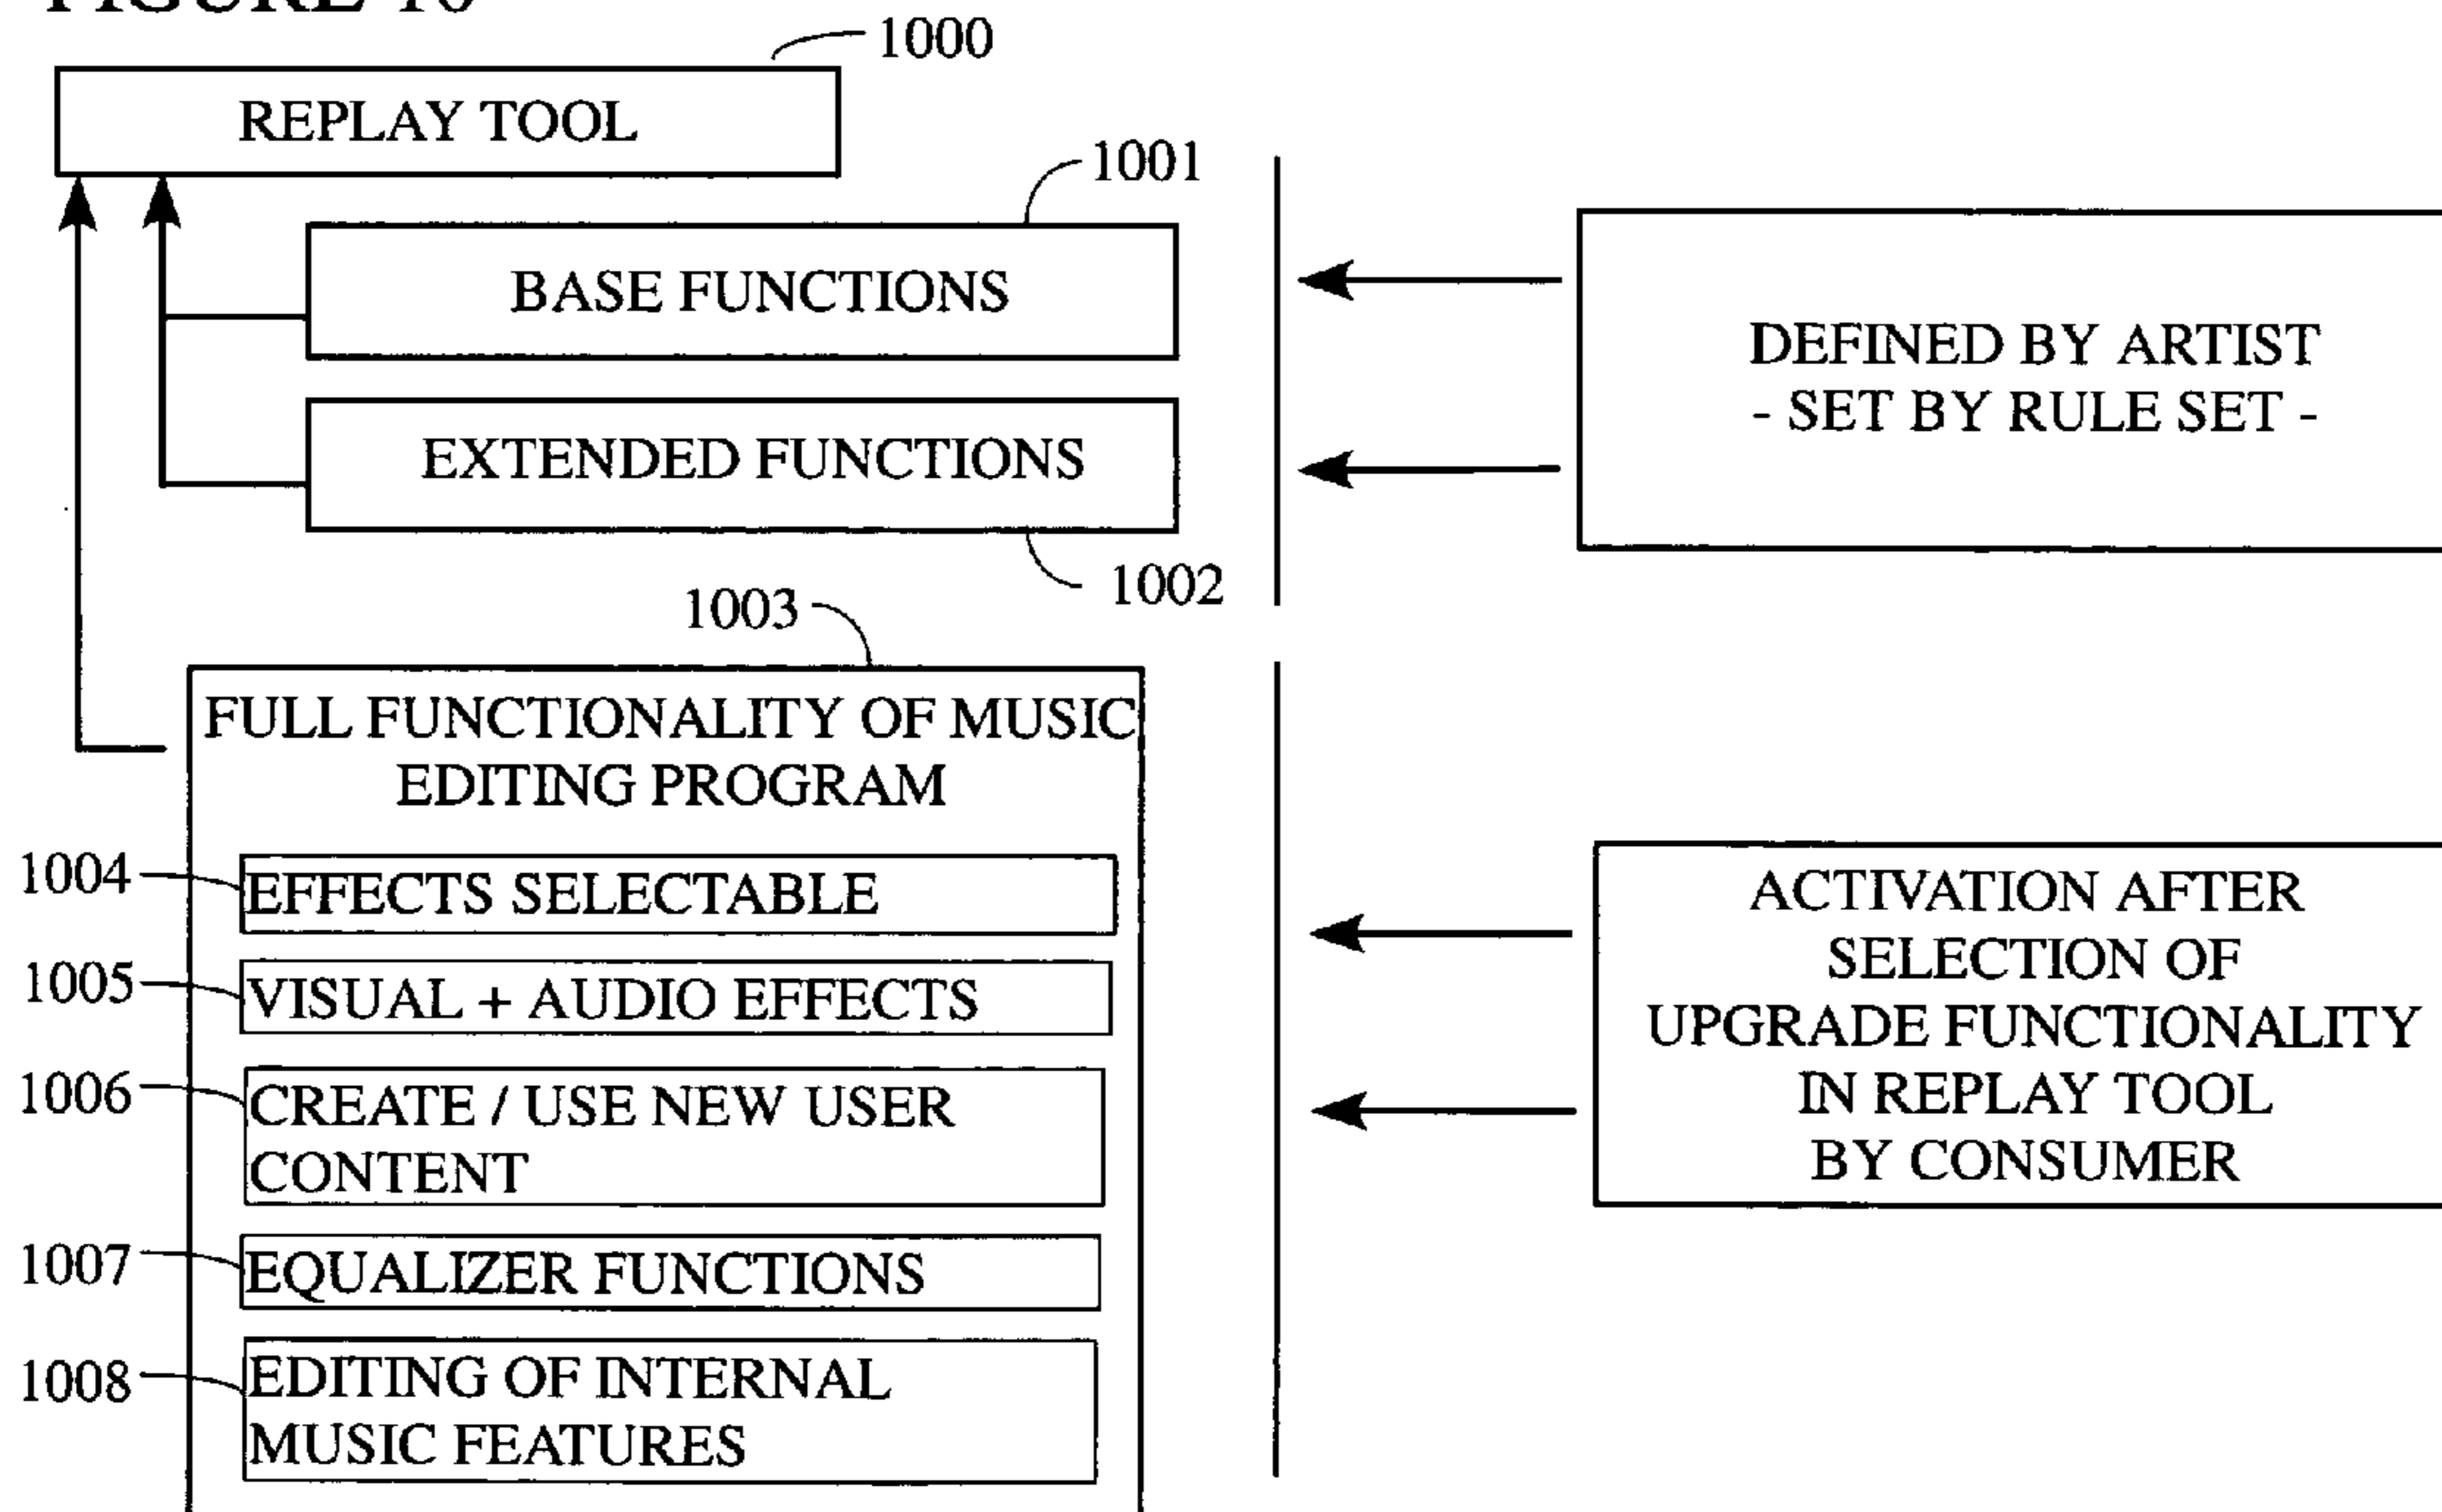 FIGURE 10
1000
REPLAY TOOL
1001
BASE FUNCTIONS
DEFINED BY ARTIST
- SET BY RULE SET -
EXTENDED FUNCTIONS
1002
1003
FULL FUNCTIONALITY OF MUSIC
EDITING PROGRAM
1004
EFFECTS SELECTABLE
1005
VISUAL + AUDIO EFFECTS
1006
CREATE / USE NEW USER
CONTENT
1007
EQUALIZER FUNCTIONS
1008
EDITING OF INTERNAL
MUSIC FEATURES
ACTIVATION AFTER
SELECTION OF
UPGRADE FUNCTIONALITY
IN REPLAY TOOL
BY CONSUMER